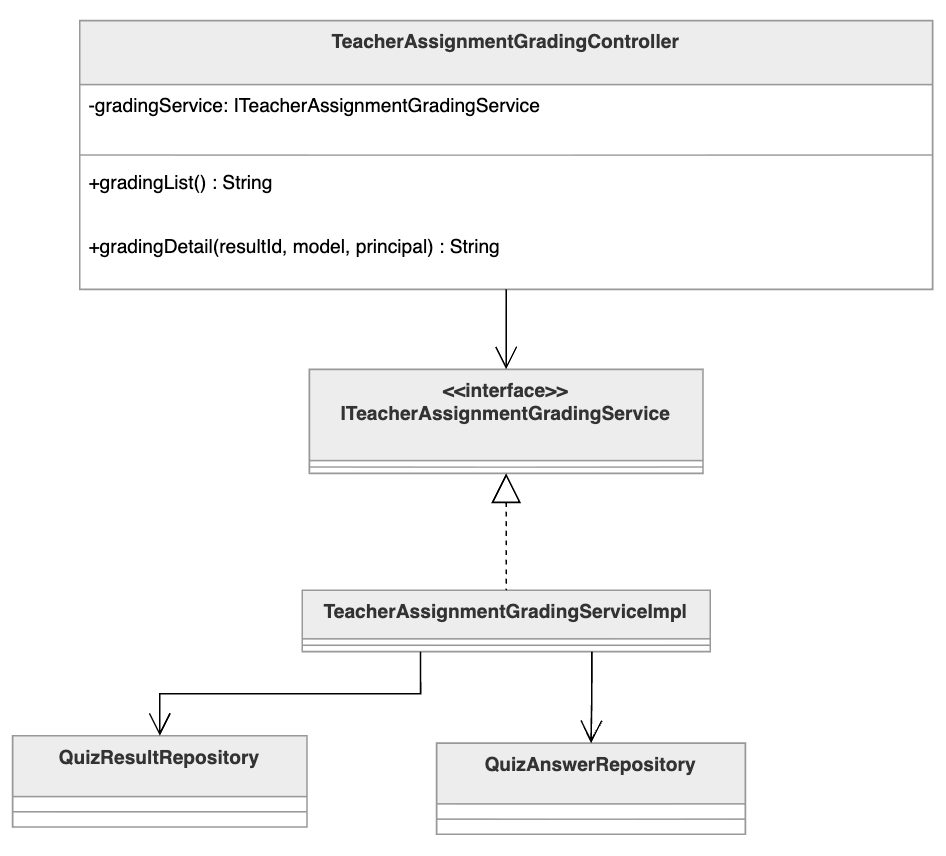 TeacherAssignmentGradingController
-gradingService: ITeacherAssignmentGradingService
+gradingList() : String
+gradingDetail(resultId, model, principal) : String
<<interface>>
ITeacherAssignmentGradingService
TeacherAssignmentGradingServiceImpl
QuizResultRepository
QuizAnswerRepository